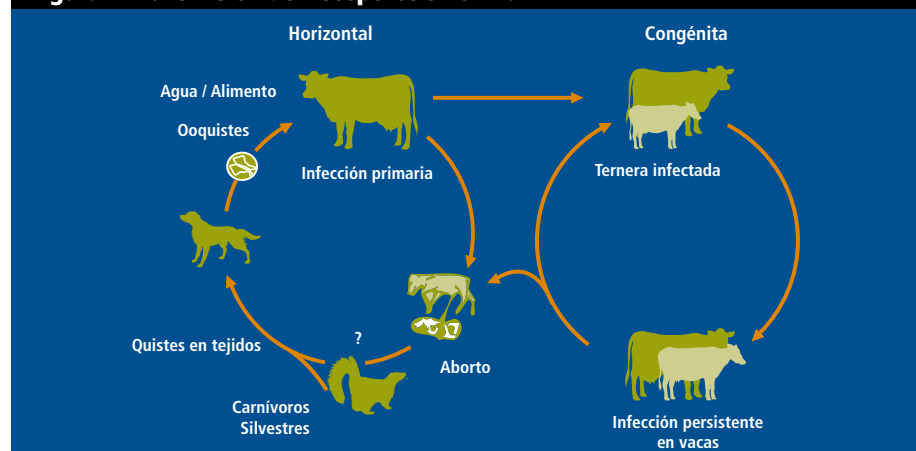 Horizontal
Congénita
Agua / Alimento
Ooquistes
Infección primaria
Ternera infectada
?
Quistes en tejidos
Aborto
Carnívoros
Silvestres
Infección persistente
en vacas